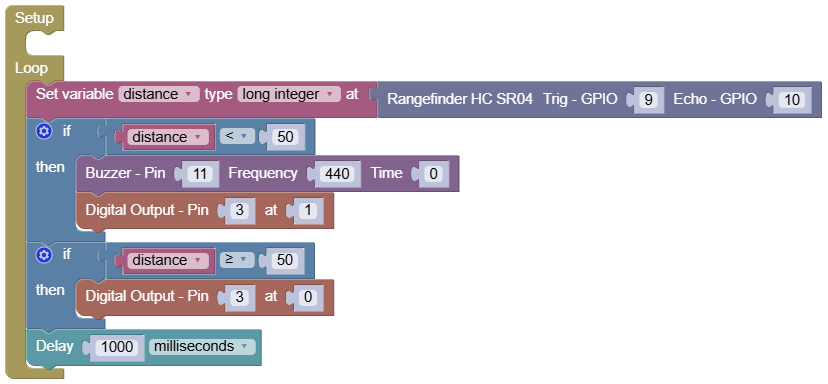 Setup
Loop
Set variable distance type long integer at Rangefinder HC SR04 Trig - GPIO 9 Echo - GPIO 10
if distance < 50
then Buzzer - Pin 11 Frequency 440 Time 0
Digital Output - Pin 3 at 1
if distance ≥ 50
then Digital Output - Pin 3 at 0
Delay 1000 milliseconds